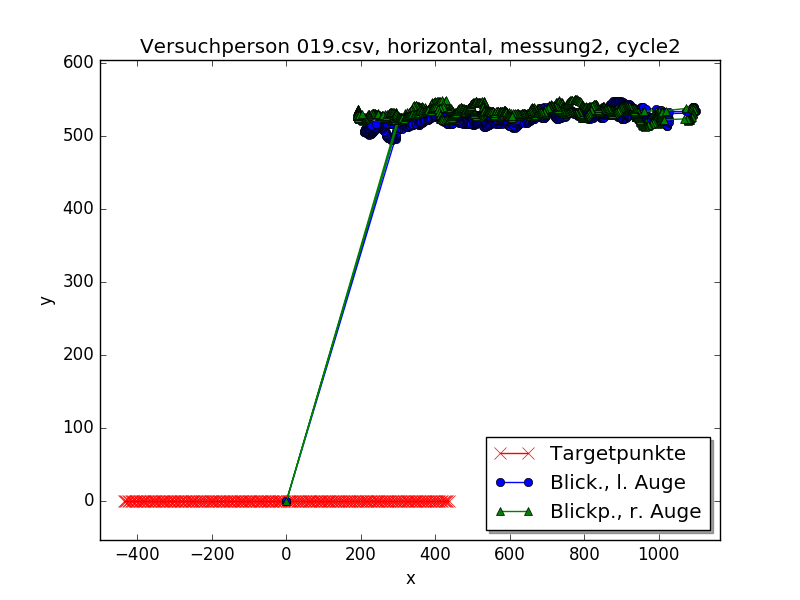 Versuchperson 019.csv, horizontal, messung2, cycle2
600
500
400
300
200
100
0
y
−400
−200
0
200
400
600
800
1000
x
Targetpunkte
Blick., l. Auge
Blickp., r. Auge